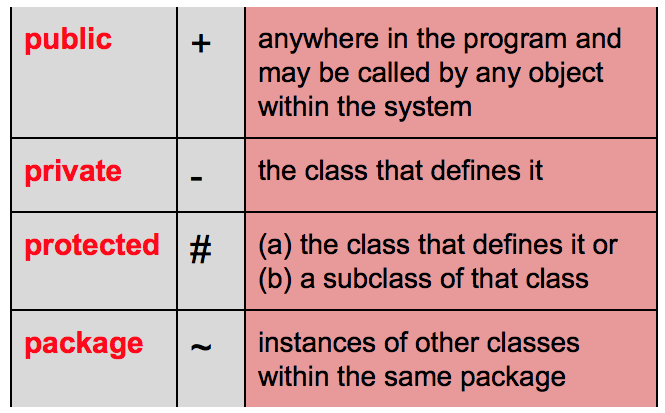 public + anywhere in the program and
may be called by any object
within the system
private - the class that defines it
protected # (a) the class that defines it or
(b) a subclass of that class
package ~ instances of other classes
within the same package